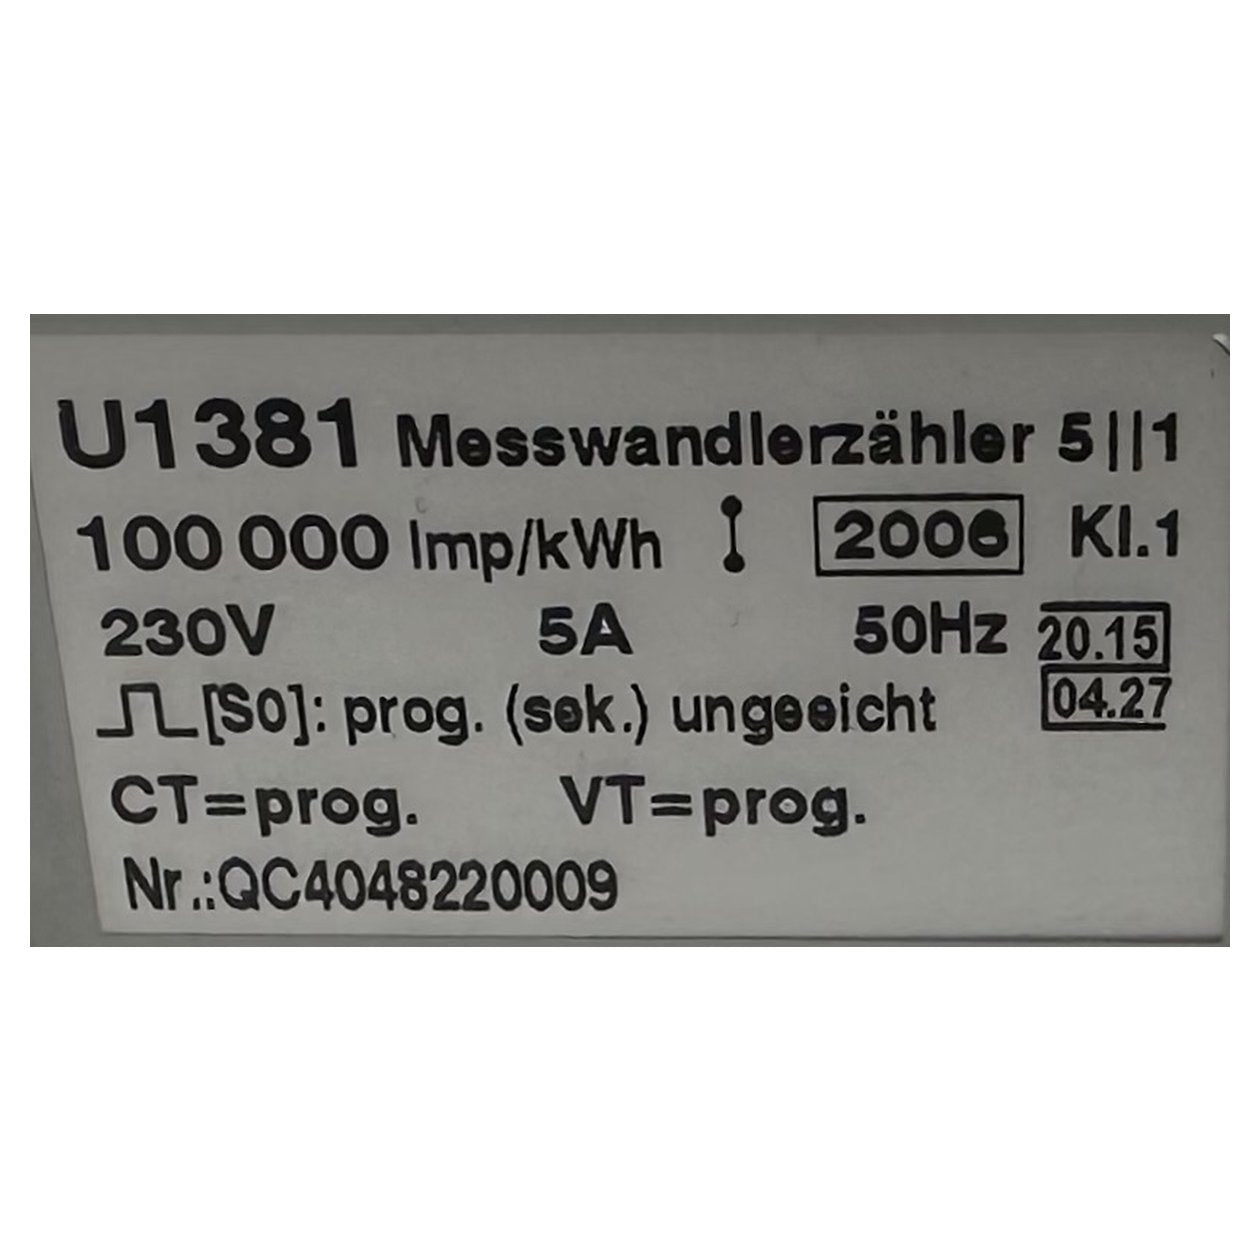 U1381 Messwandlerzähler 5||1
100 000 Imp/kWh 2006 Kl.1
230V 5A 50Hz 20.15
04.27
[S0]: prog. (sek.) ungeeicht
CT=prog. VT=prog.
Nr.:QC4048220009